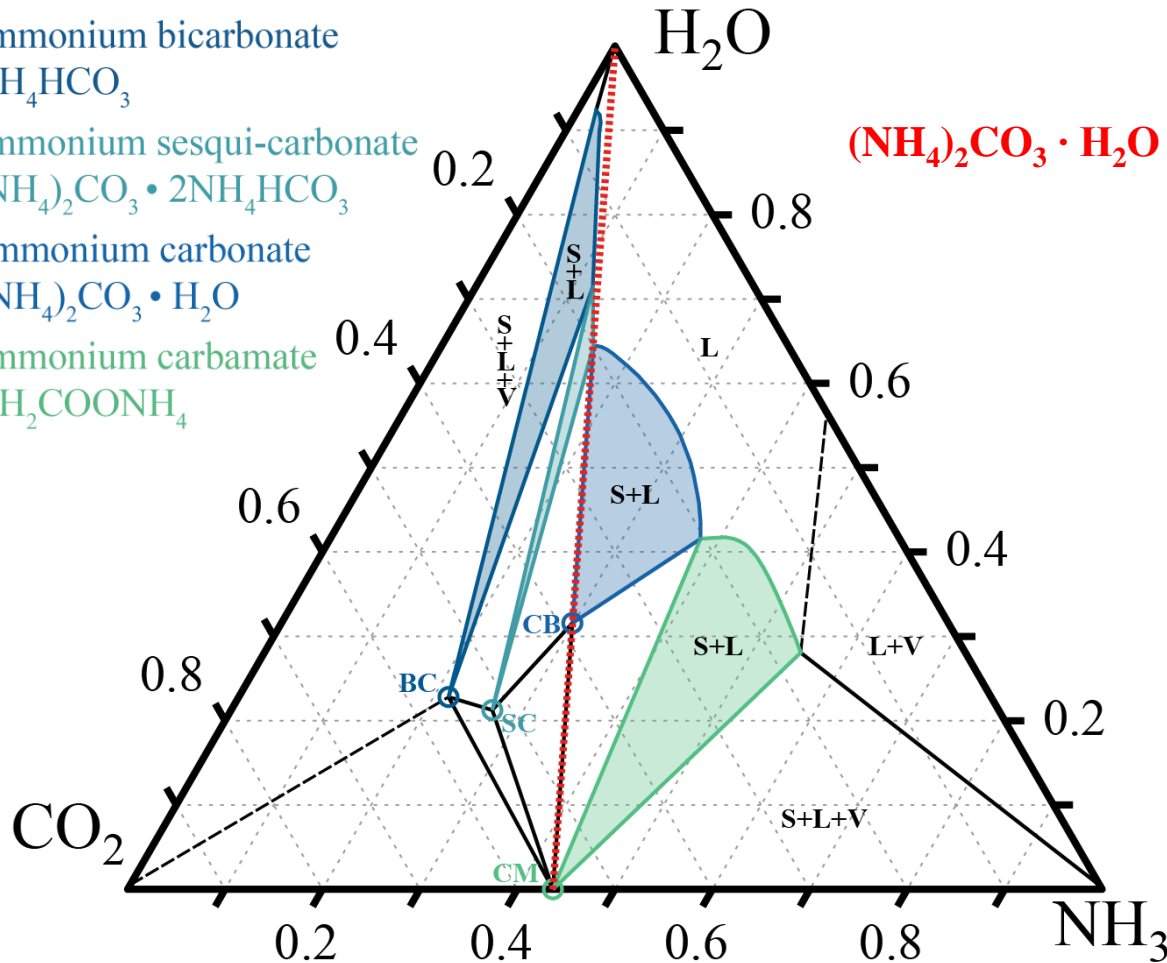 mmonium bicarbonate
H₄HCO₃
mmonium sesqui-carbonate
NH₄)₂CO₃ • 2NH₄HCO₃
mmonium carbonate
NH₄)₂CO₃ • H₂O
mmonium carbamate
H₂COONH₄
H₂O
(NH₄)₂CO₃ · H₂O
0.2
0.4
0.6
0.8
0.8
0.6
0.4
0.2
S+L
S+L+V
L
S+L
CB
S+L
L+V
BC
SC
S+L+V
CM
CO₂
NH₃
0.2
0.4
0.6
0.8